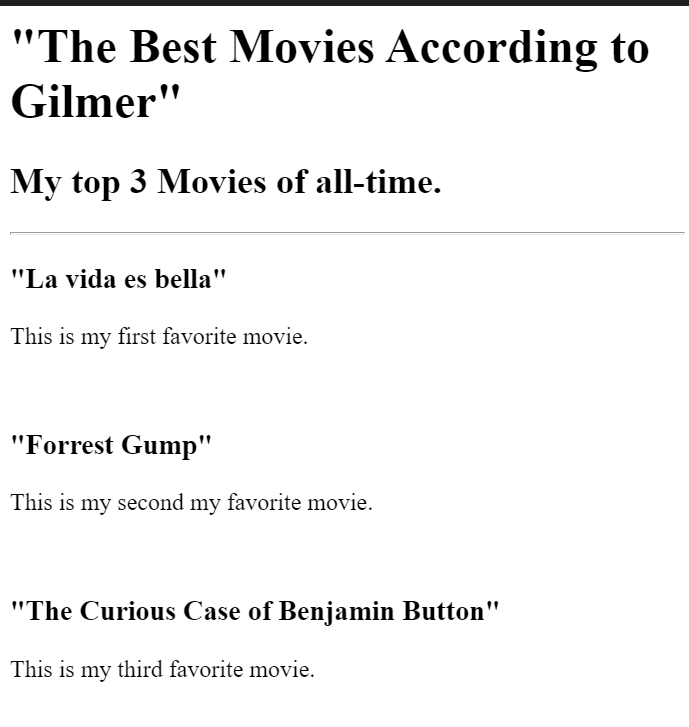 "The Best Movies According to
Gilmer"
My top 3 Movies of all-time.
"La vida es bella"
This is my first favorite movie.
"Forrest Gump"
This is my second my favorite movie.
"The Curious Case of Benjamin Button"
This is my third favorite movie.